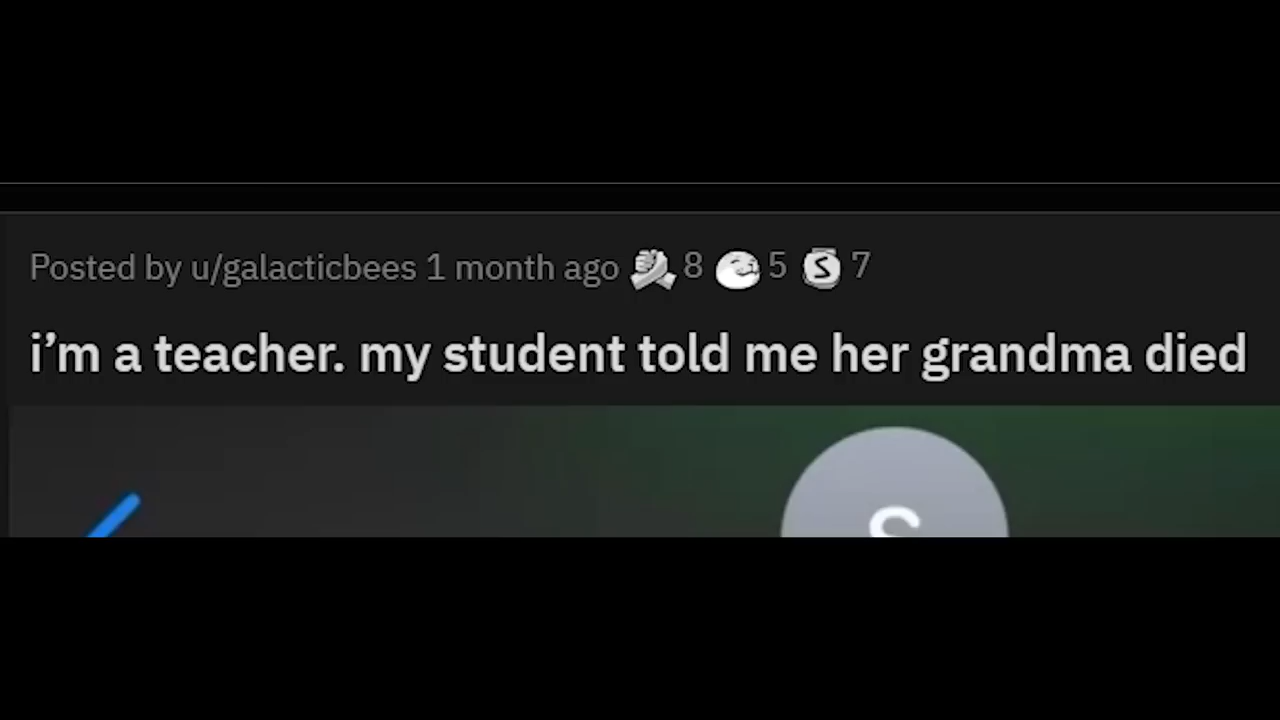 Posted by u/galacticbees 1 month ago 8 5 S 7
i’m a teacher. my student told me her grandma died
S